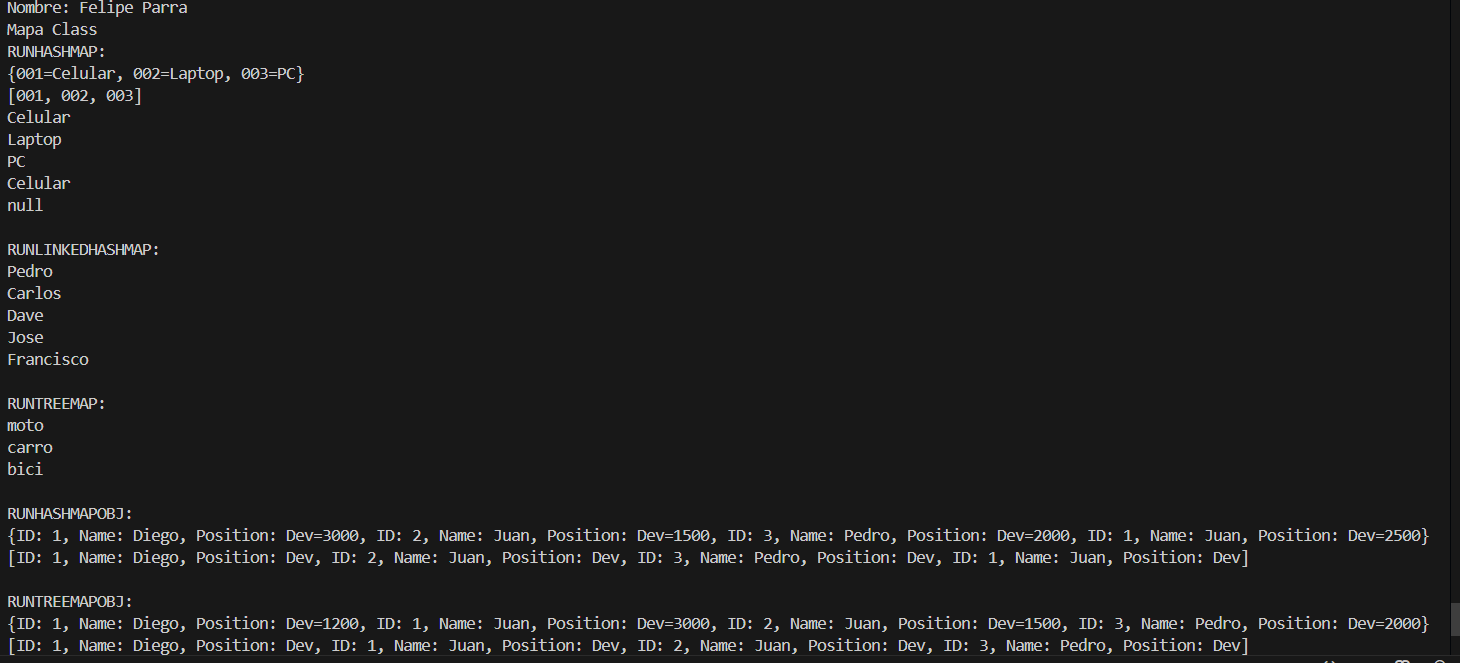 Nombre: Felipe Parra
Mapa Class
RUNHASHMAP:
{001=Celular, 002=Laptop, 003=PC}
[001, 002, 003]
Celular
Laptop
PC
Celular
null
RUNLINKEDHASHMAP:
Pedro
Carlos
Dave
Jose
Francisco
RUNTREEMAP:
moto
carro
bici
RUNHASHMAPOBJ:
{ID: 1, Name: Diego, Position: Dev=3000, ID: 2, Name: Juan, Position: Dev=1500, ID: 3, Name: Pedro, Position: Dev=2000, ID: 1, Name: Juan, Position: Dev=2500}
[ID: 1, Name: Diego, Position: Dev, ID: 2, Name: Juan, Position: Dev, ID: 3, Name: Pedro, Position: Dev, ID: 1, Name: Juan, Position: Dev]
RUNTREEMAPOBJ:
{ID: 1, Name: Diego, Position: Dev=1200, ID: 1, Name: Juan, Position: Dev=3000, ID: 2, Name: Juan, Position: Dev=1500, ID: 3, Name: Pedro, Position: Dev=2000}
[ID: 1, Name: Diego, Position: Dev, ID: 1, Name: Juan, Position: Dev, ID: 2, Name: Juan, Position: Dev, ID: 3, Name: Pedro, Position: Dev]